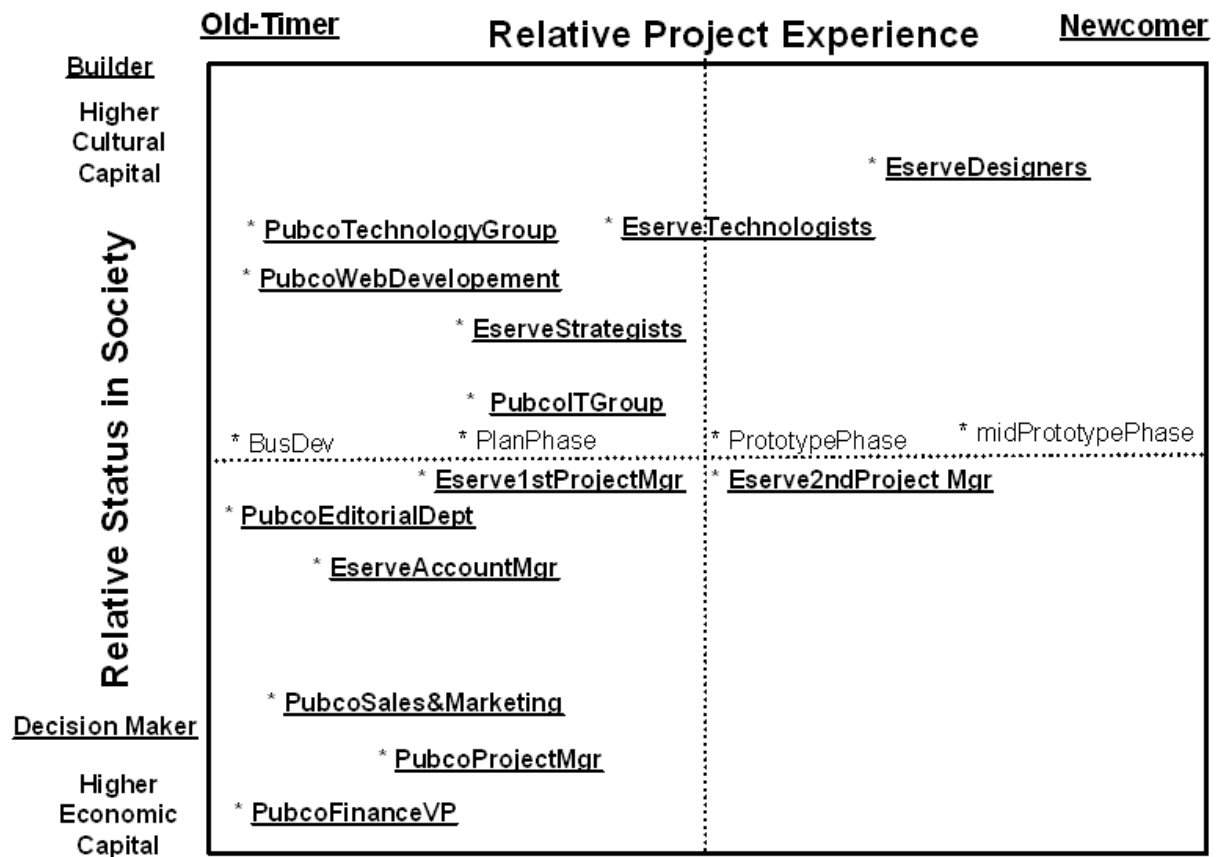 Old-Timer
Relative Project Experience
Newcomer
Builder
Higher
Cultural
Capital
* EserveDesigners
* PubcoTechnologyGroup
* EserveTechnologists
* PubcoWebDevelopement
* EserveStrategists
Relative Status in Society
* PubcoITGroup
* BusDev
* PlanPhase
* PrototypePhase
* midPrototypePhase
* Eserve1stProjectMgr
* Eserve2ndProject Mgr
* PubcoEditorialDept
* EserveAccountMgr
* PubcoSales&Marketing
Decision Maker
* PubcoProjectMgr
Higher
Economic
Capital
* PubcoFinanceVP